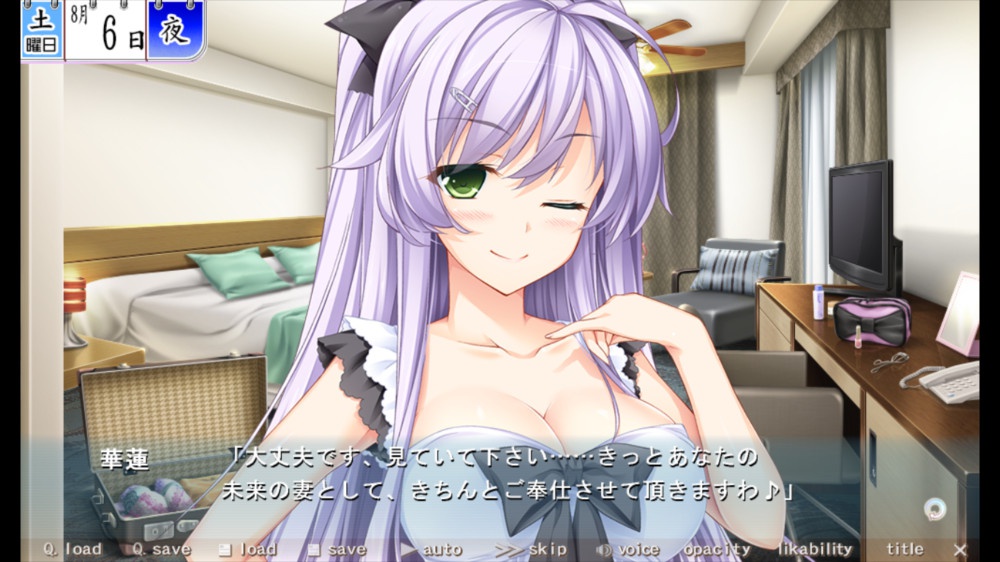 土
曜日
8月
6日
夜
華蓮
「大丈夫です、見ていて下さい……きっとあなたの
未来の妻として、きちんとご奉仕させて頂きますわ♪」
Q.load Q.save load save auto skip voice opacity likability title ×